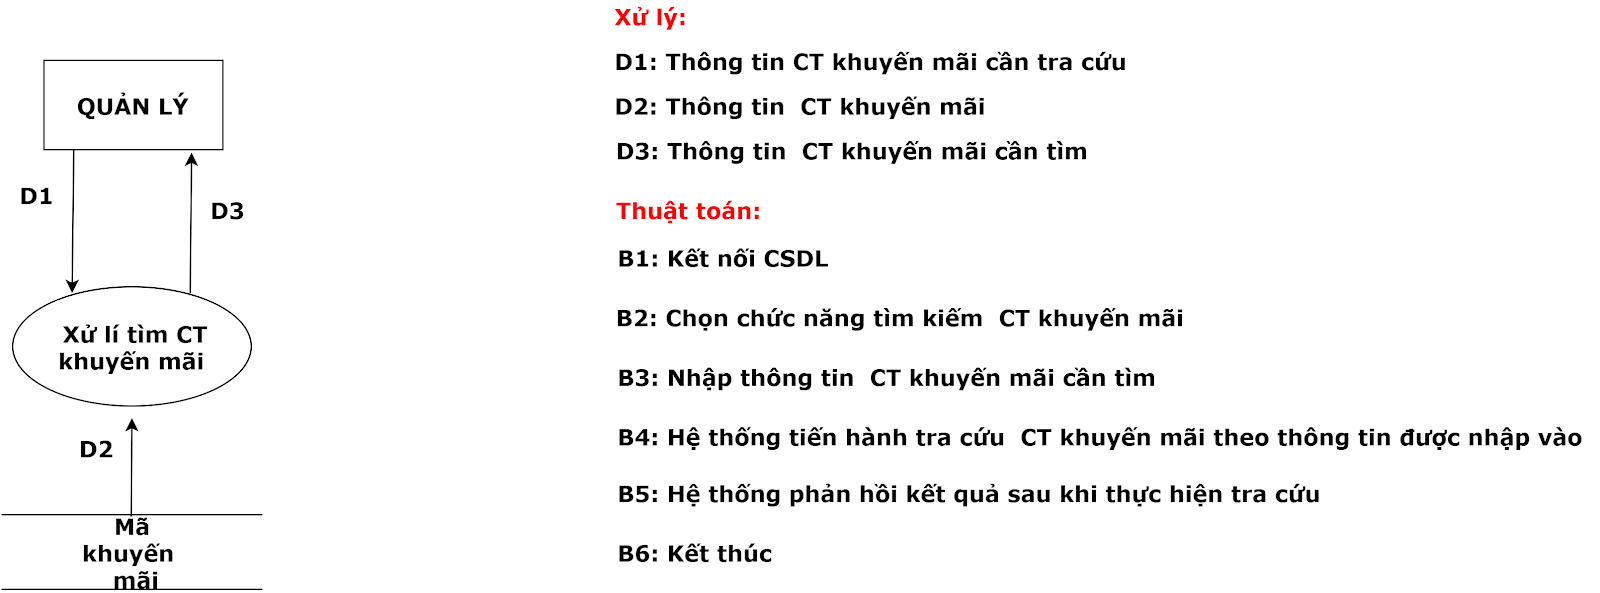 QUẢN LÝ
D1
D3
Xử lí tìm CT
khuyến mãi
D2
Mã
khuyến
mãi
Xử lý:
D1: Thông tin CT khuyến mãi cần tra cứu
D2: Thông tin  CT khuyến mãi
D3: Thông tin  CT khuyến mãi cần tìm
Thuật toán:
B1: Kết nối CSDL
B2: Chọn chức năng tìm kiếm  CT khuyến mãi
B3: Nhập thông tin  CT khuyến mãi cần tìm
B4: Hệ thống tiến hành tra cứu  CT khuyến mãi theo thông tin được nhập vào
B5: Hệ thống phản hồi kết quả sau khi thực hiện tra cứu
B6: Kết thúc